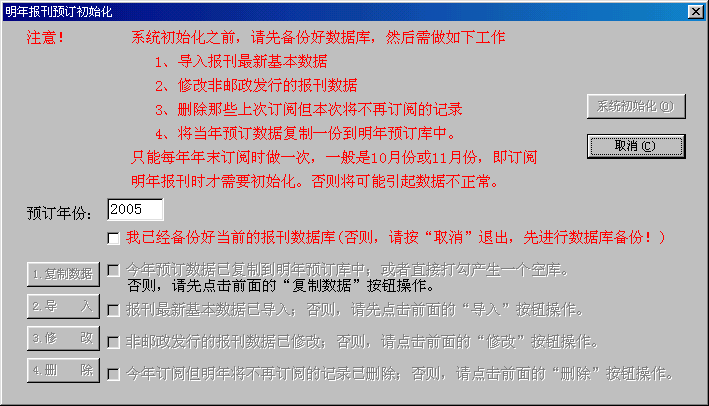 明年报刊预订初始化
注意！ 系统初始化之前，请先备份好数据库，然后需做如下工作
1、导入报刊最新基本数据
2、修改非邮政发行的报刊数据
3、删除那些上次订阅但本次将不再订阅的记录
4、将当年预订数据复制一份到明年预订库中。
只能每年年末订阅时做一次，一般是10月份或11月份，即订阅
明年报刊时才需要初始化。否则将可能引起数据不正常。
系统初始化(I)
取消(C)
预订年份： 2005
我已经备份好当前的报刊数据库(否则，请按“取消”退出，先进行数据库备份！)
1.复制数据 今年预订数据已复制到明年预订库中；或者直接打勾产生一个空库。
否则，请先点击前面的“复制数据”按钮操作。
2.导 入 报刊最新基本数据已导入；否则，请先点击前面的“导入”按钮操作。
3.修 改 非邮政发行的报刊数据已修改；否则，请点击前面的“修改”按钮操作。
4.删 除 今年订阅但明年将不再订阅的记录已删除；否则，请点击前面的“删除”按钮操作。